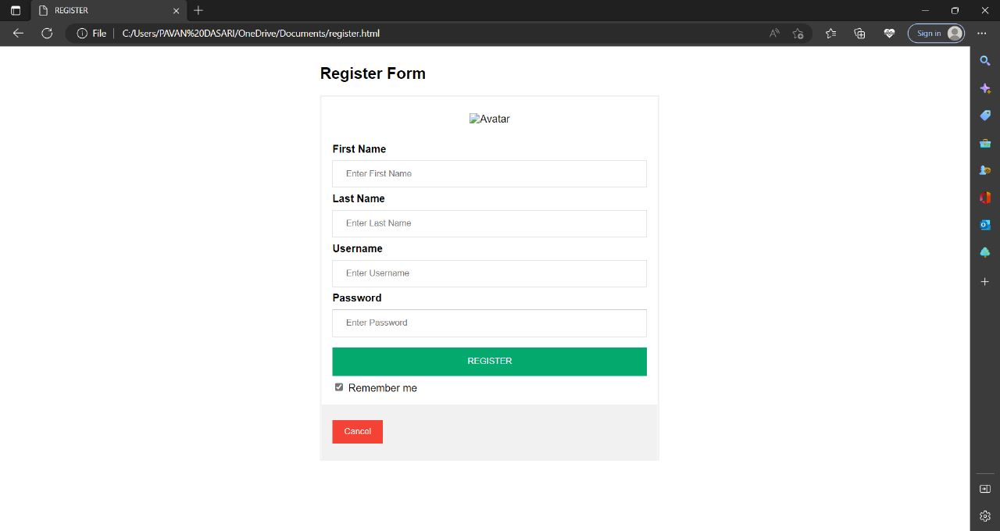 REGISTER
File C:/Users/PAVAN%20DASARI/OneDrive/Documents/register.html
Sign in
Register Form
Avatar
First Name
Enter First Name
Last Name
Enter Last Name
Username
Enter Username
Password
Enter Password
REGISTER
Remember me
Cancel